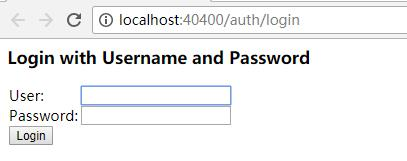 localhost:40400/auth/login
Login with Username and Password
User:
Password:
Login